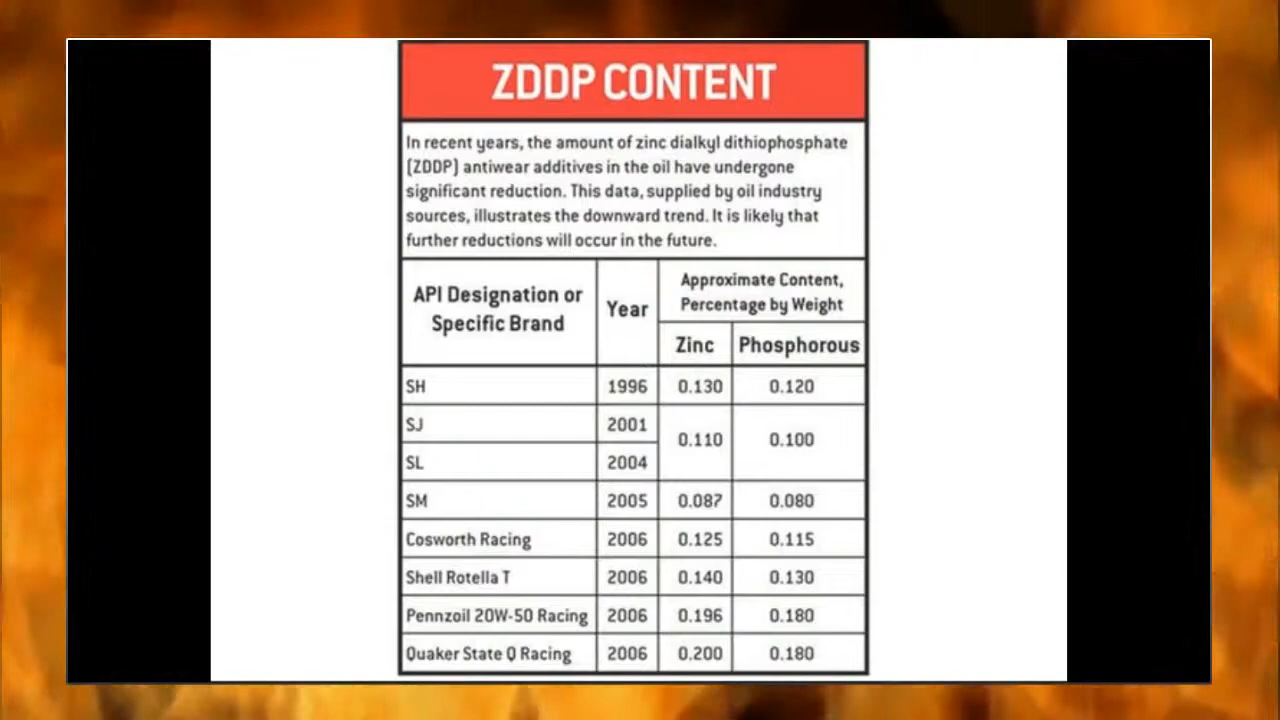 ZDDP CONTENT
In recent years, the amount of zinc dialkyl dithiophosphate
(ZDDP) antiwear additives in the oil have undergone
significant reduction. This data, supplied by oil industry
sources, illustrates the downward trend. It is likely that
further reductions will occur in the future.
API Designation or
Specific Brand
Year
Approximate Content,
Percentage by Weight
Zinc Phosphorous
SH 1996 0.130 0.120
SJ 2001
0.110 0.100
SL 2004
SM 2005 0.087 0.080
Cosworth Racing 2006 0.125 0.115
Shell Rotella T 2006 0.140 0.130
Pennzoil 20W-50 Racing 2006 0.196 0.180
Quaker State Q Racing 2006 0.200 0.180